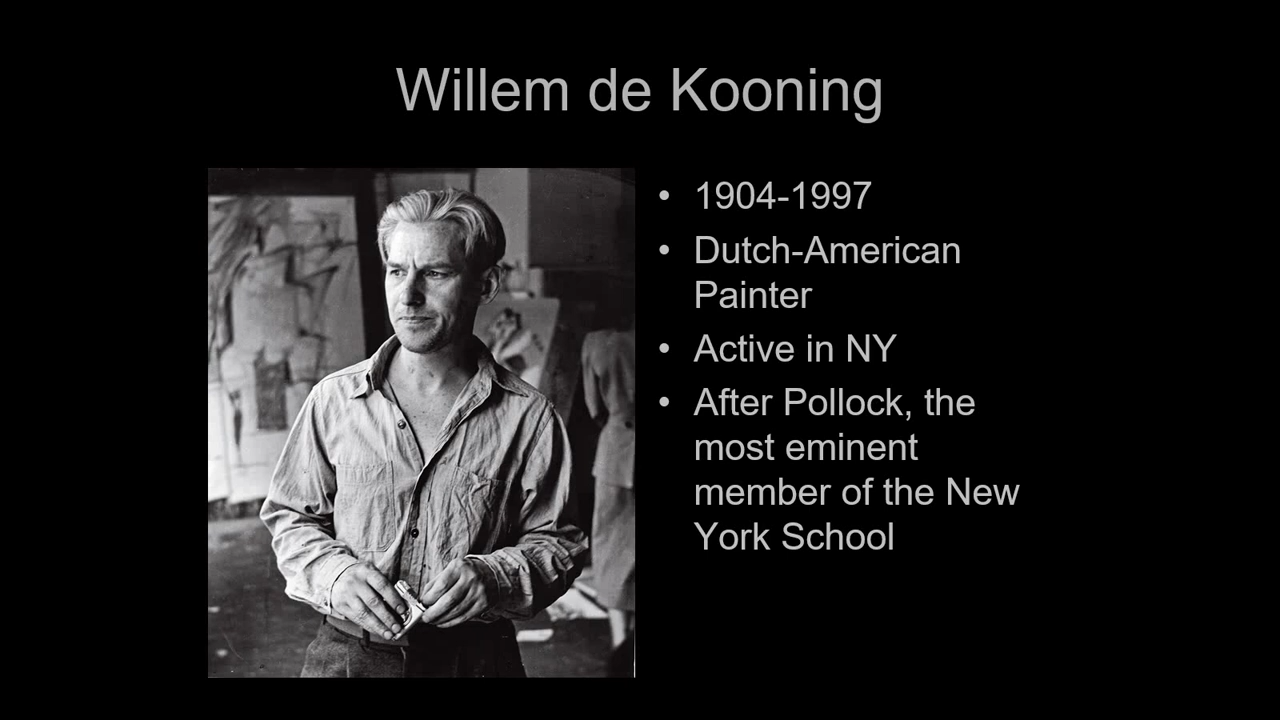 Willem de Kooning
• 1904-1997
• Dutch-American
Painter
• Active in NY
• After Pollock, the
most eminent
member of the New
York School